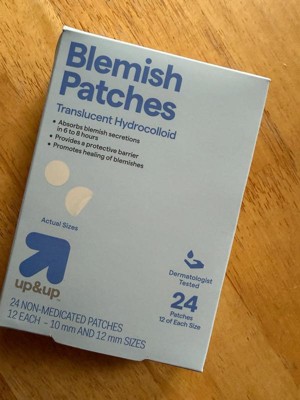 Blemish
Patches
Translucent Hydrocolloid
• Absorbs blemish secretions
in 6 to 8 hours
• Provides a protective barrier
• Promotes healing of blemishes
Actual Sizes
up&up™
Dermatologist
Tested
24
Patches
12 of Each Size
24 NON-MEDICATED PATCHES
12 EACH – 10 mm AND 12 mm SIZES